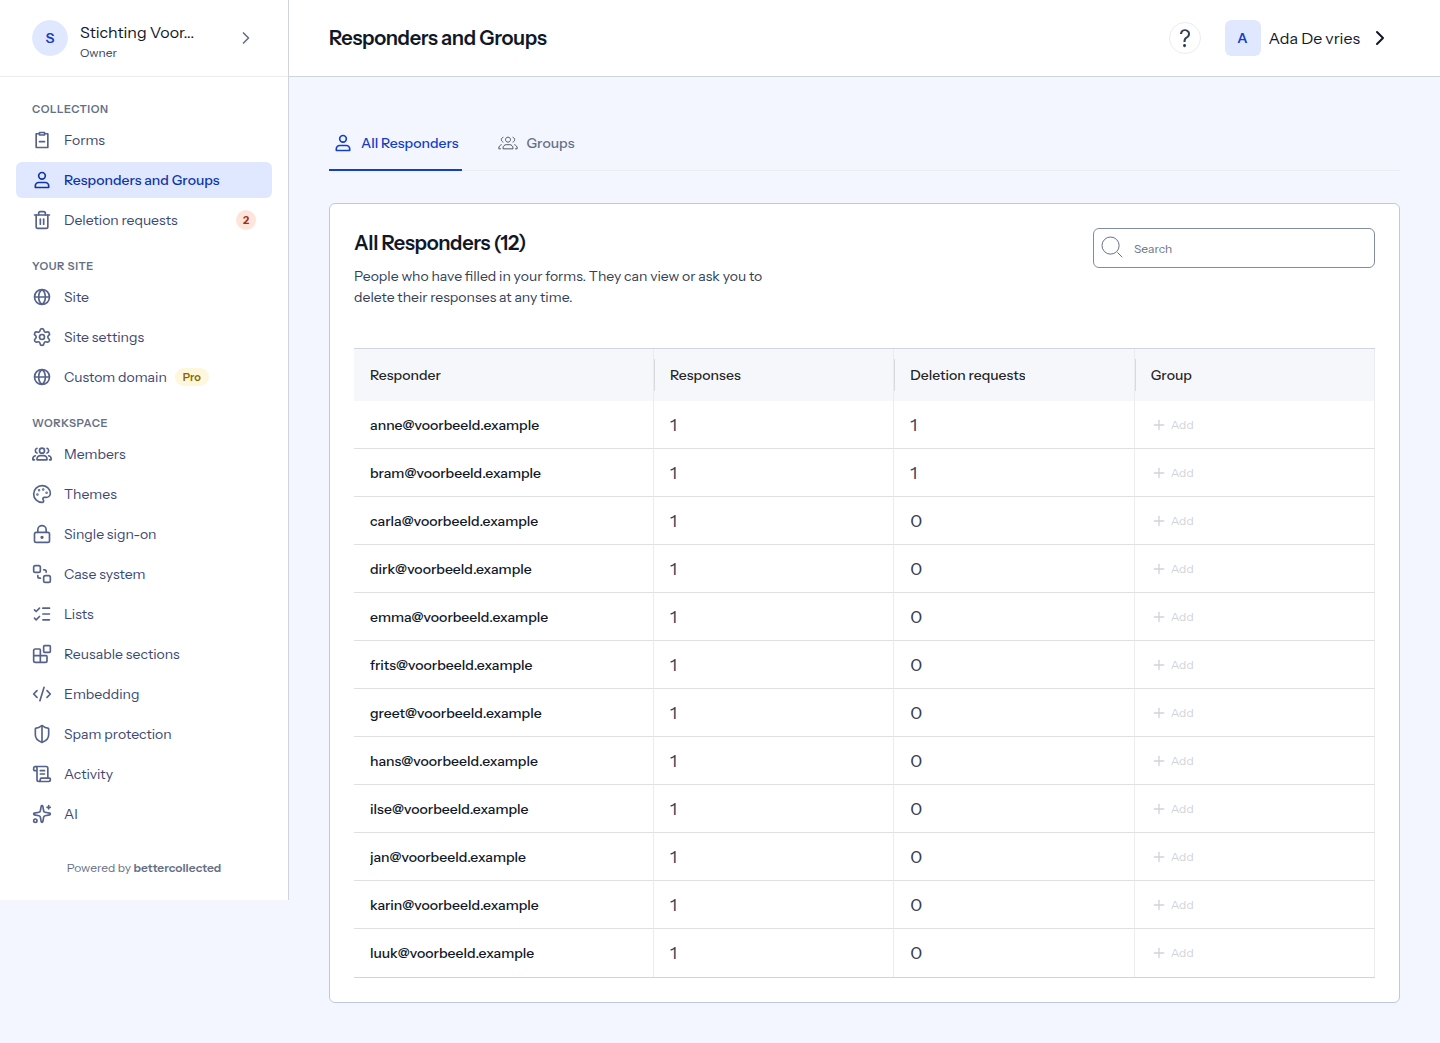 S
Stichting Voor...
Owner
Responders and Groups
?
A
Ada De vries
COLLECTION
Forms
Responders and Groups
Deletion requests 2
YOUR SITE
Site
Site settings
Custom domain Pro
WORKSPACE
Members
Themes
Single sign-on
Case system
Lists
Reusable sections
Embedding
Spam protection
Activity
AI
Powered by bettercollected
All Responders Groups
All Responders (12)
People who have filled in your forms. They can view or ask you to
delete their responses at any time.
Search
Responder Responses Deletion requests Group
anne@voorbeeld.example 1 1 + Add
bram@voorbeeld.example 1 1 + Add
carla@voorbeeld.example 1 0 + Add
dirk@voorbeeld.example 1 0 + Add
emma@voorbeeld.example 1 0 + Add
frits@voorbeeld.example 1 0 + Add
greet@voorbeeld.example 1 0 + Add
hans@voorbeeld.example 1 0 + Add
ilse@voorbeeld.example 1 0 + Add
jan@voorbeeld.example 1 0 + Add
karin@voorbeeld.example 1 0 + Add
luuk@voorbeeld.example 1 0 + Add